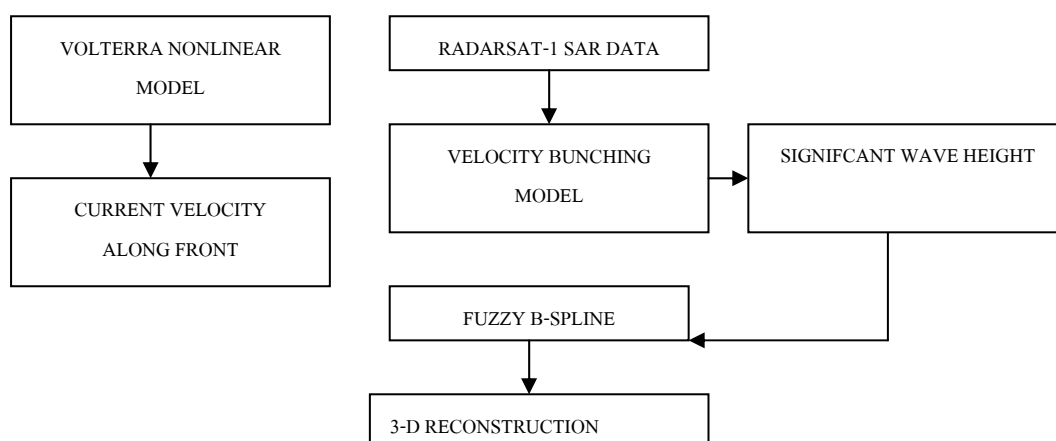 VOLTERRA NONLINEAR
MODEL
CURRENT VELOCITY
ALONG FRONT
RADARSAT-1 SAR DATA
VELOCITY BUNCHING
MODEL
SIGNIFCANT WAVE HEIGHT
FUZZY B-SPLINE
3-D RECONSTRUCTION